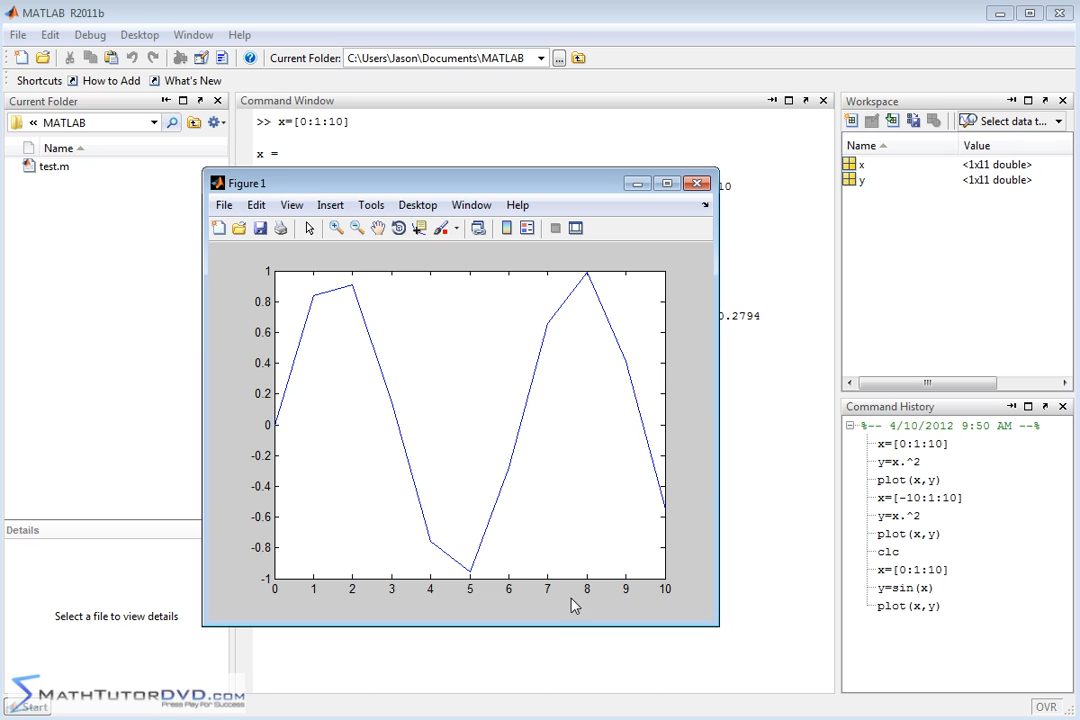 MATLAB R2011b
File Edit Debug Desktop Window Help
Current Folder: C:\Users\Jason\Documents\MATLAB ...
Shortcuts How to Add What's New
Current Folder
« MATLAB
Name
test.m
Details
Select a file to view details
Command Window
>> x=[0:1:10]
x =
10
0.2794
Figure 1
File Edit View Insert Tools Desktop Window Help
1
0.8
0.6
0.4
0.2
0
-0.2
-0.4
-0.6
-0.8
-1
0 1 2 3 4 5 6 7 8 9 10
Workspace
Select data t...
Name Value
x <1x11 double>
y <1x11 double>
Command History
%-- 4/10/2012 9:50 AM --%
x=[0:1:10]
y=x.^2
plot(x,y)
x=[-10:1:10]
y=x.^2
plot(x,y)
clc
x=[0:1:10]
y=sin(x)
plot(x,y)
MATHTUTORDVD.COM
Press Play For Success
Start
OVR